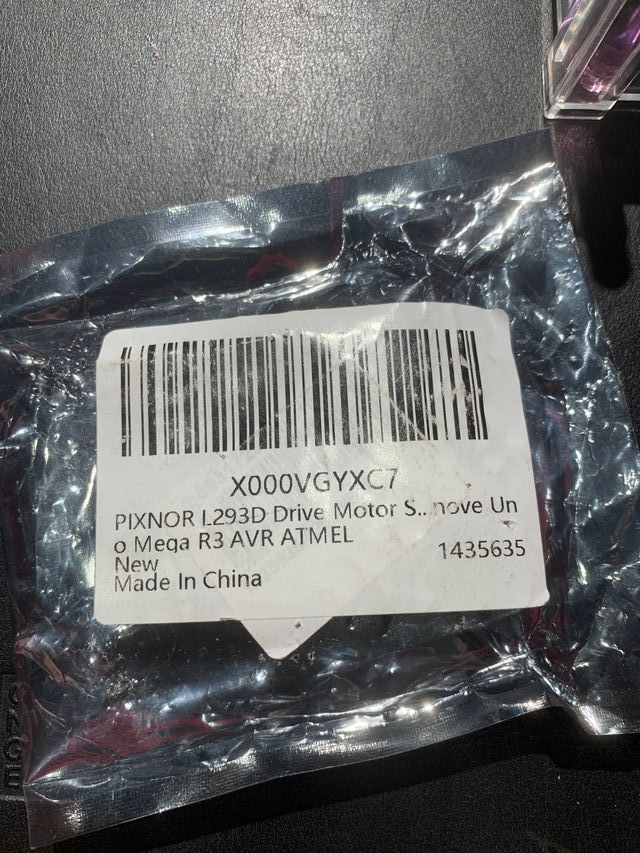 X000VGYXC7
PIXNOR L293D Drive Motor S...nove Un
o Mega R3 AVR ATMEL
New
1435635
Made In China